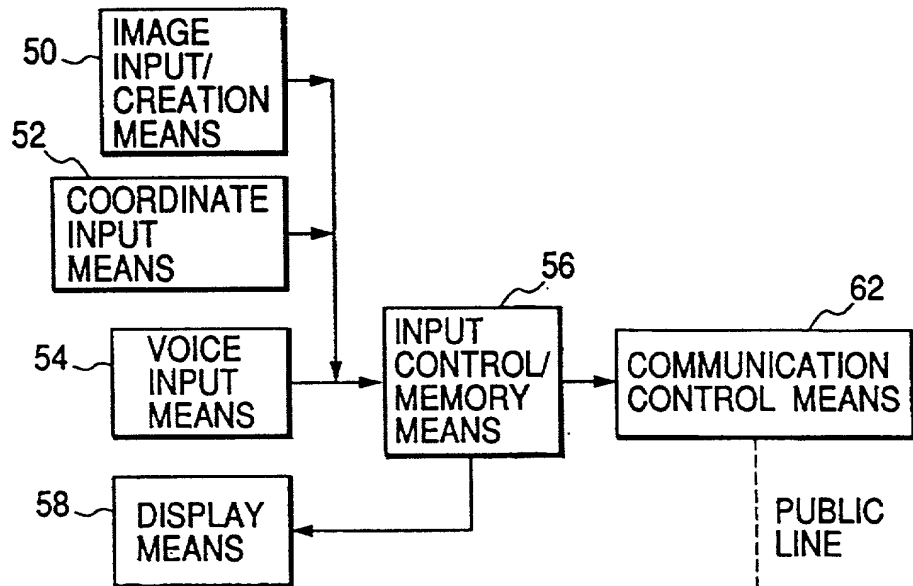 50
IMAGE
INPUT/
CREATION
MEANS
52
COORDINATE
INPUT
MEANS
54
VOICE
INPUT
MEANS
56
INPUT
CONTROL/
MEMORY
MEANS
62
COMMUNICATION
CONTROL MEANS
58
DISPLAY
MEANS
PUBLIC
LINE